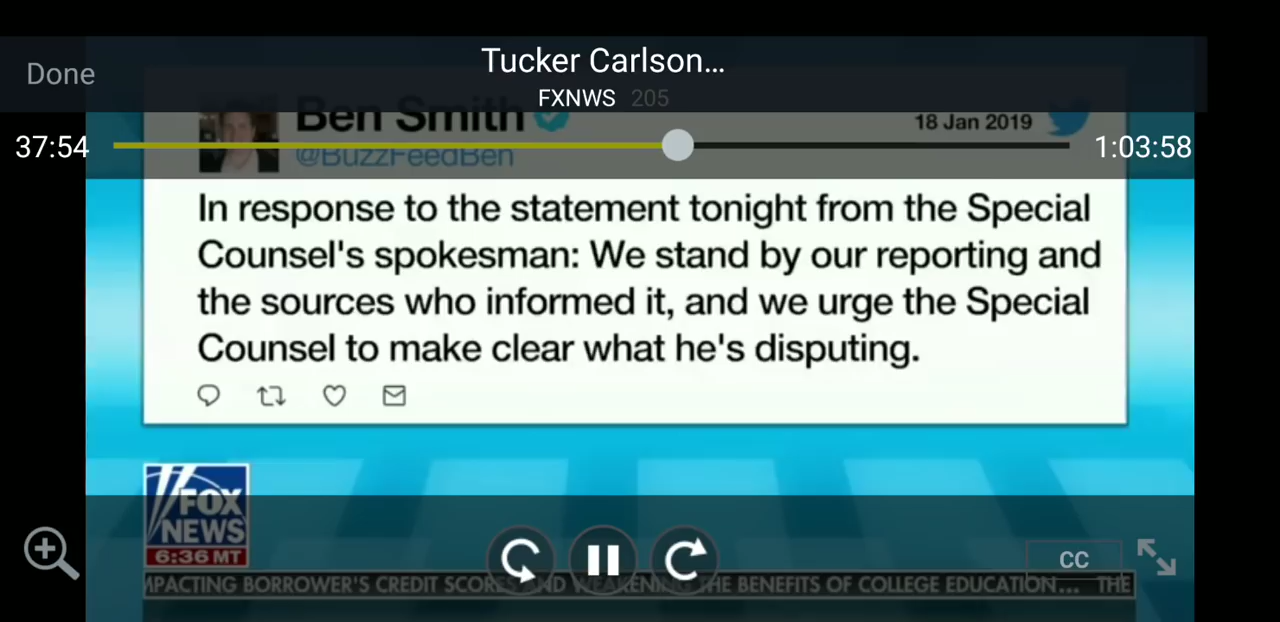 Done
Tucker Carlson...
FXNWS 205
Ben Smith
18 Jan 2019
@BuzzFeedBen
37:54
1:03:58
In response to the statement tonight from the Special
Counsel's spokesman: We stand by our reporting and
the sources who informed it, and we urge the Special
Counsel to make clear what he's disputing.
FOX
NEWS
6:36 MT
CC
MPACTING BORROWER'S CREDIT SCORES AND WEAKENING THE BENEFITS OF COLLEGE EDUCATION... THE